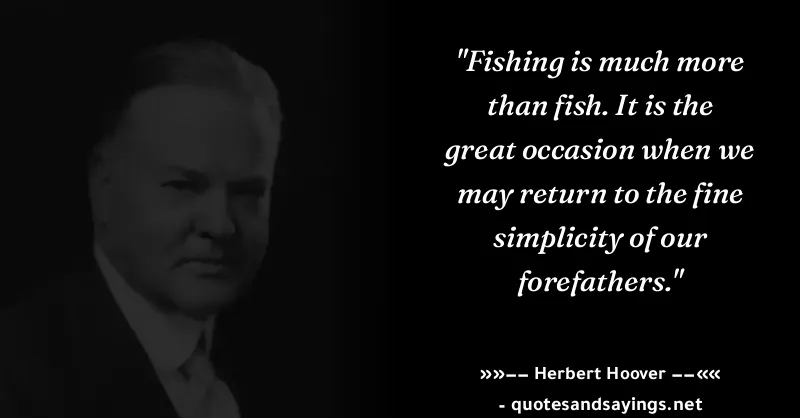 "Fishing is much more
than fish. It is the
great occasion when we
may return to the fine
simplicity of our
forefathers."
»»−− Herbert Hoover −−««
- quotesandsayings.net